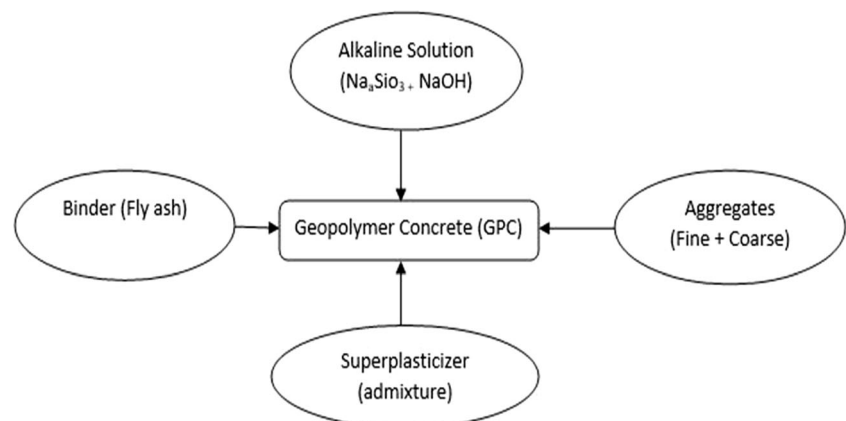 Alkaline Solution
(NaₐSio₃ + NaOH)
Binder (Fly ash)
Geopolymer Concrete (GPC)
Aggregates
(Fine + Coarse)
Superplasticizer
(admixture)